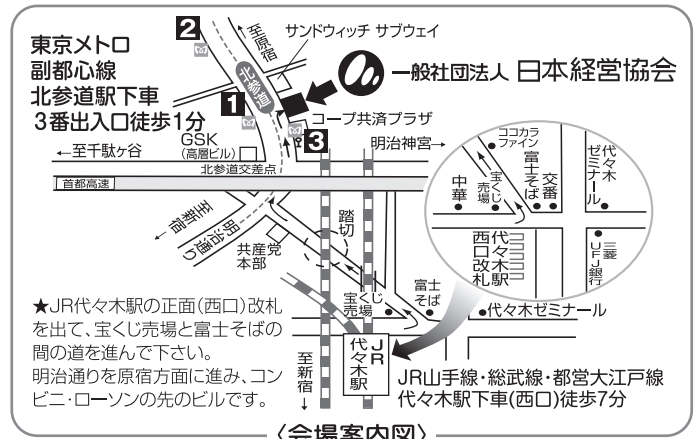 東京メトロ
副都心線
北参道駅下車
3番出入口徒歩1分
2
至原宿
サンドウィッチ サブウェイ
北参道
1
一般社団法人 日本経営協会
コープ共済プラザ
3
GSK
(高層ビル)
←至千駄ヶ谷
明治神宮→
北参道交差点
首都高速
至新宿
明治通り
共産党
本部
踏切
宝くじ
売場
富士
そば
代々木ゼミナール
ココカラ
ファイン
中華
宝くじ
売場
富士そば
交番
代々木
ゼミナール
代々木駅
西口改札
三菱
UFJ銀行
★JR代々木駅の正面(西口)改札
を出て、宝くじ売場と富士そばの
間の道を進んで下さい。
明治通りを原宿方面に進み、コン
ビニ・ローソンの先のビルです。
至新宿
↓
JR
代々木駅
JR山手線・総武線・都営大江戸線
代々木駅下車(西口)徒歩7分
〈会場案内図〉